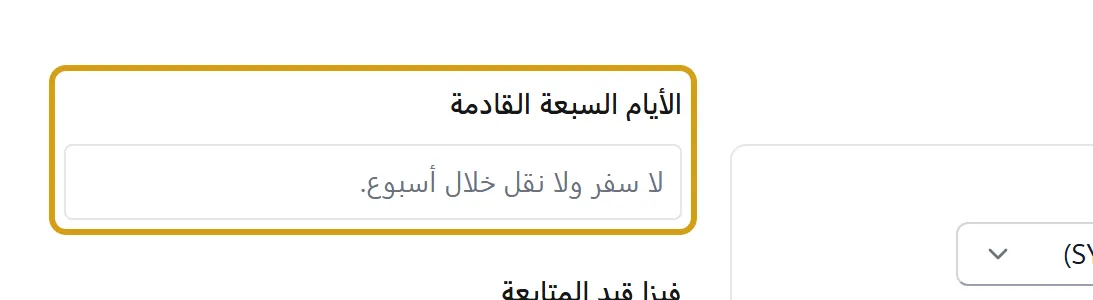 الأيام السبعة القادمة
لا سفر ولا نقل خلال أسبوع.
(SY
فيزا قيد المتابعة